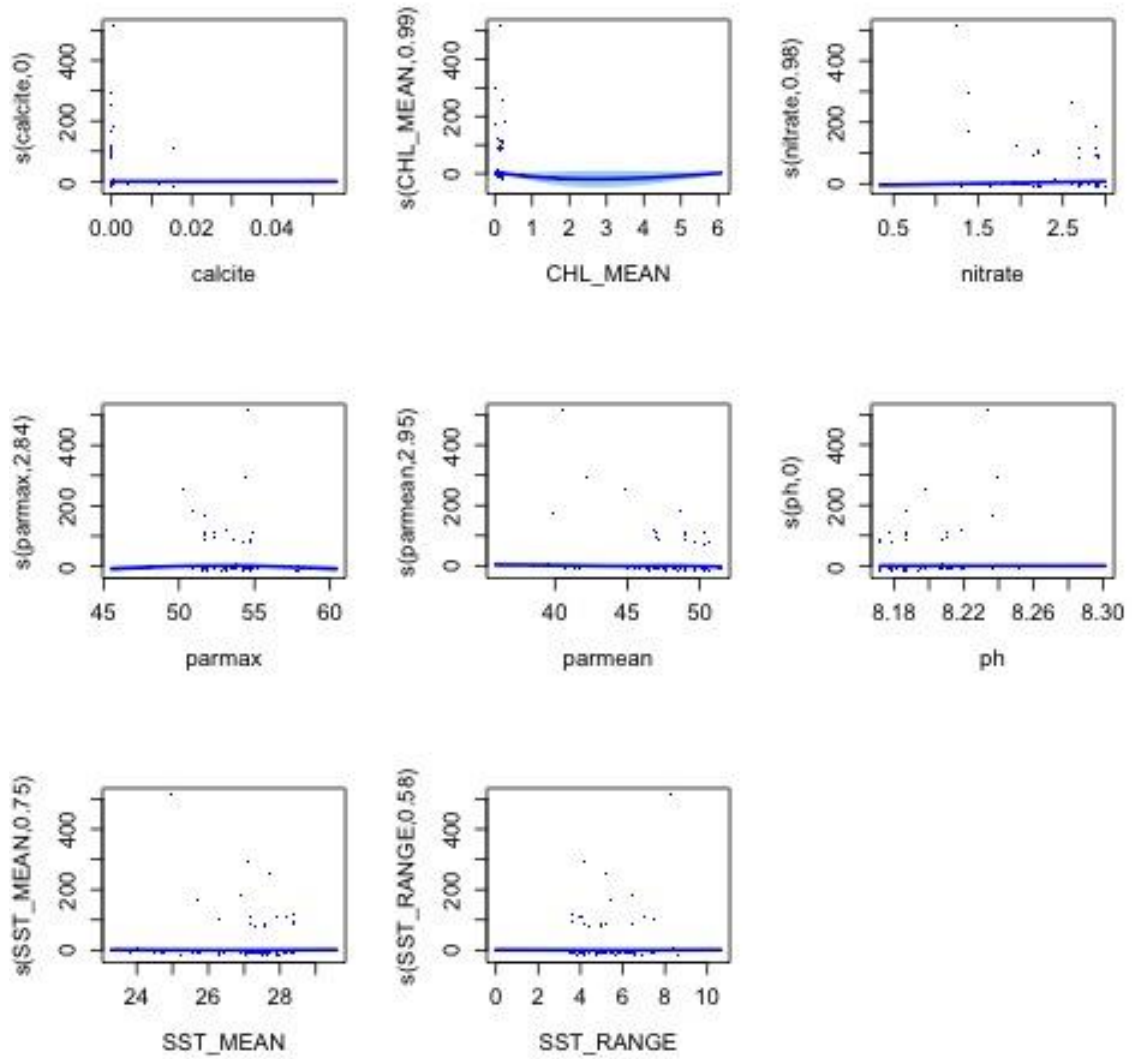 s(calcite,0)
0 200 400
0.00 0.02 0.04
calcite
s(CHL_MEAN,0.99)
0 200 400
0 1 2 3 4 5 6
CHL_MEAN
s(nitrate,0.98)
0 200 400
0.5 1.5 2.5
nitrate
s(parmax,2.84)
0 200 400
45 50 55 60
parmax
s(parmean,2.95)
0 200 400
40 45 50
parmean
s(ph,0)
0 200 400
8.18 8.22 8.26 8.30
ph
s(SST_MEAN,0.75)
0 200 400
24 26 28
SST_MEAN
s(SST_RANGE,0.58)
0 200 400
0 2 4 6 8 10
SST_RANGE